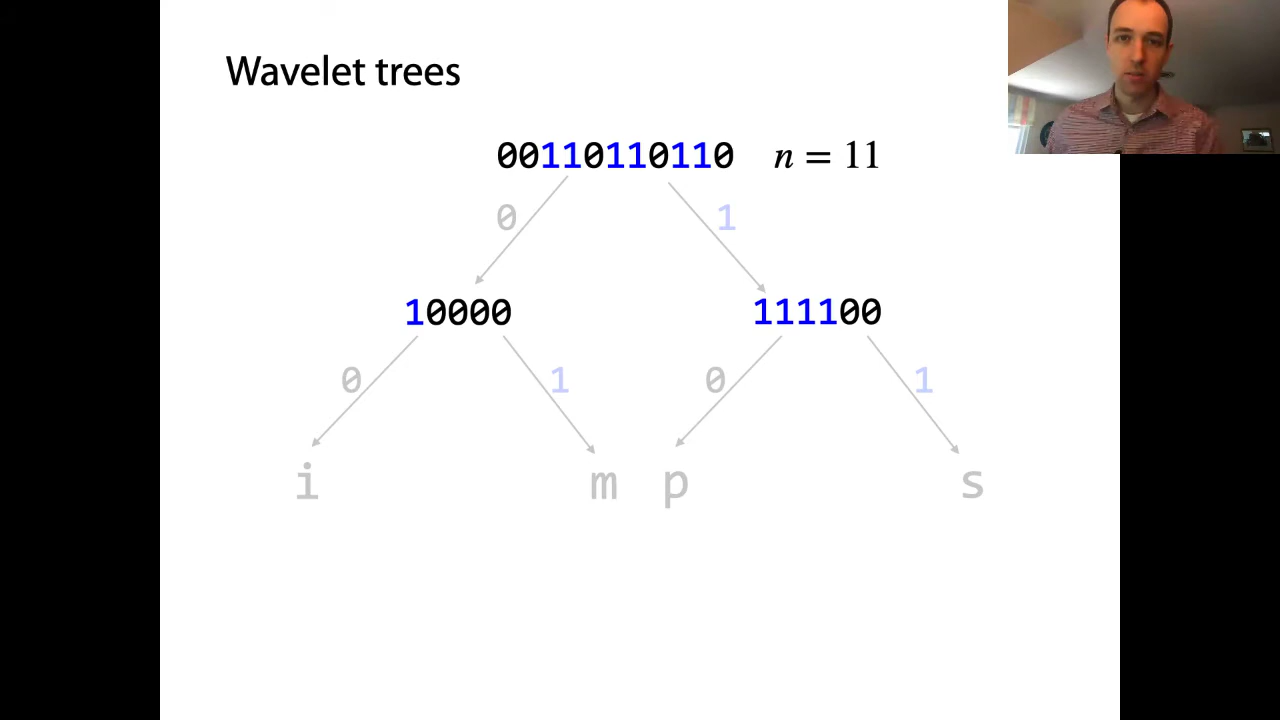 Wavelet trees
00110110110 n = 11
0 1
10000 111100
0 1 0 1
i m p s